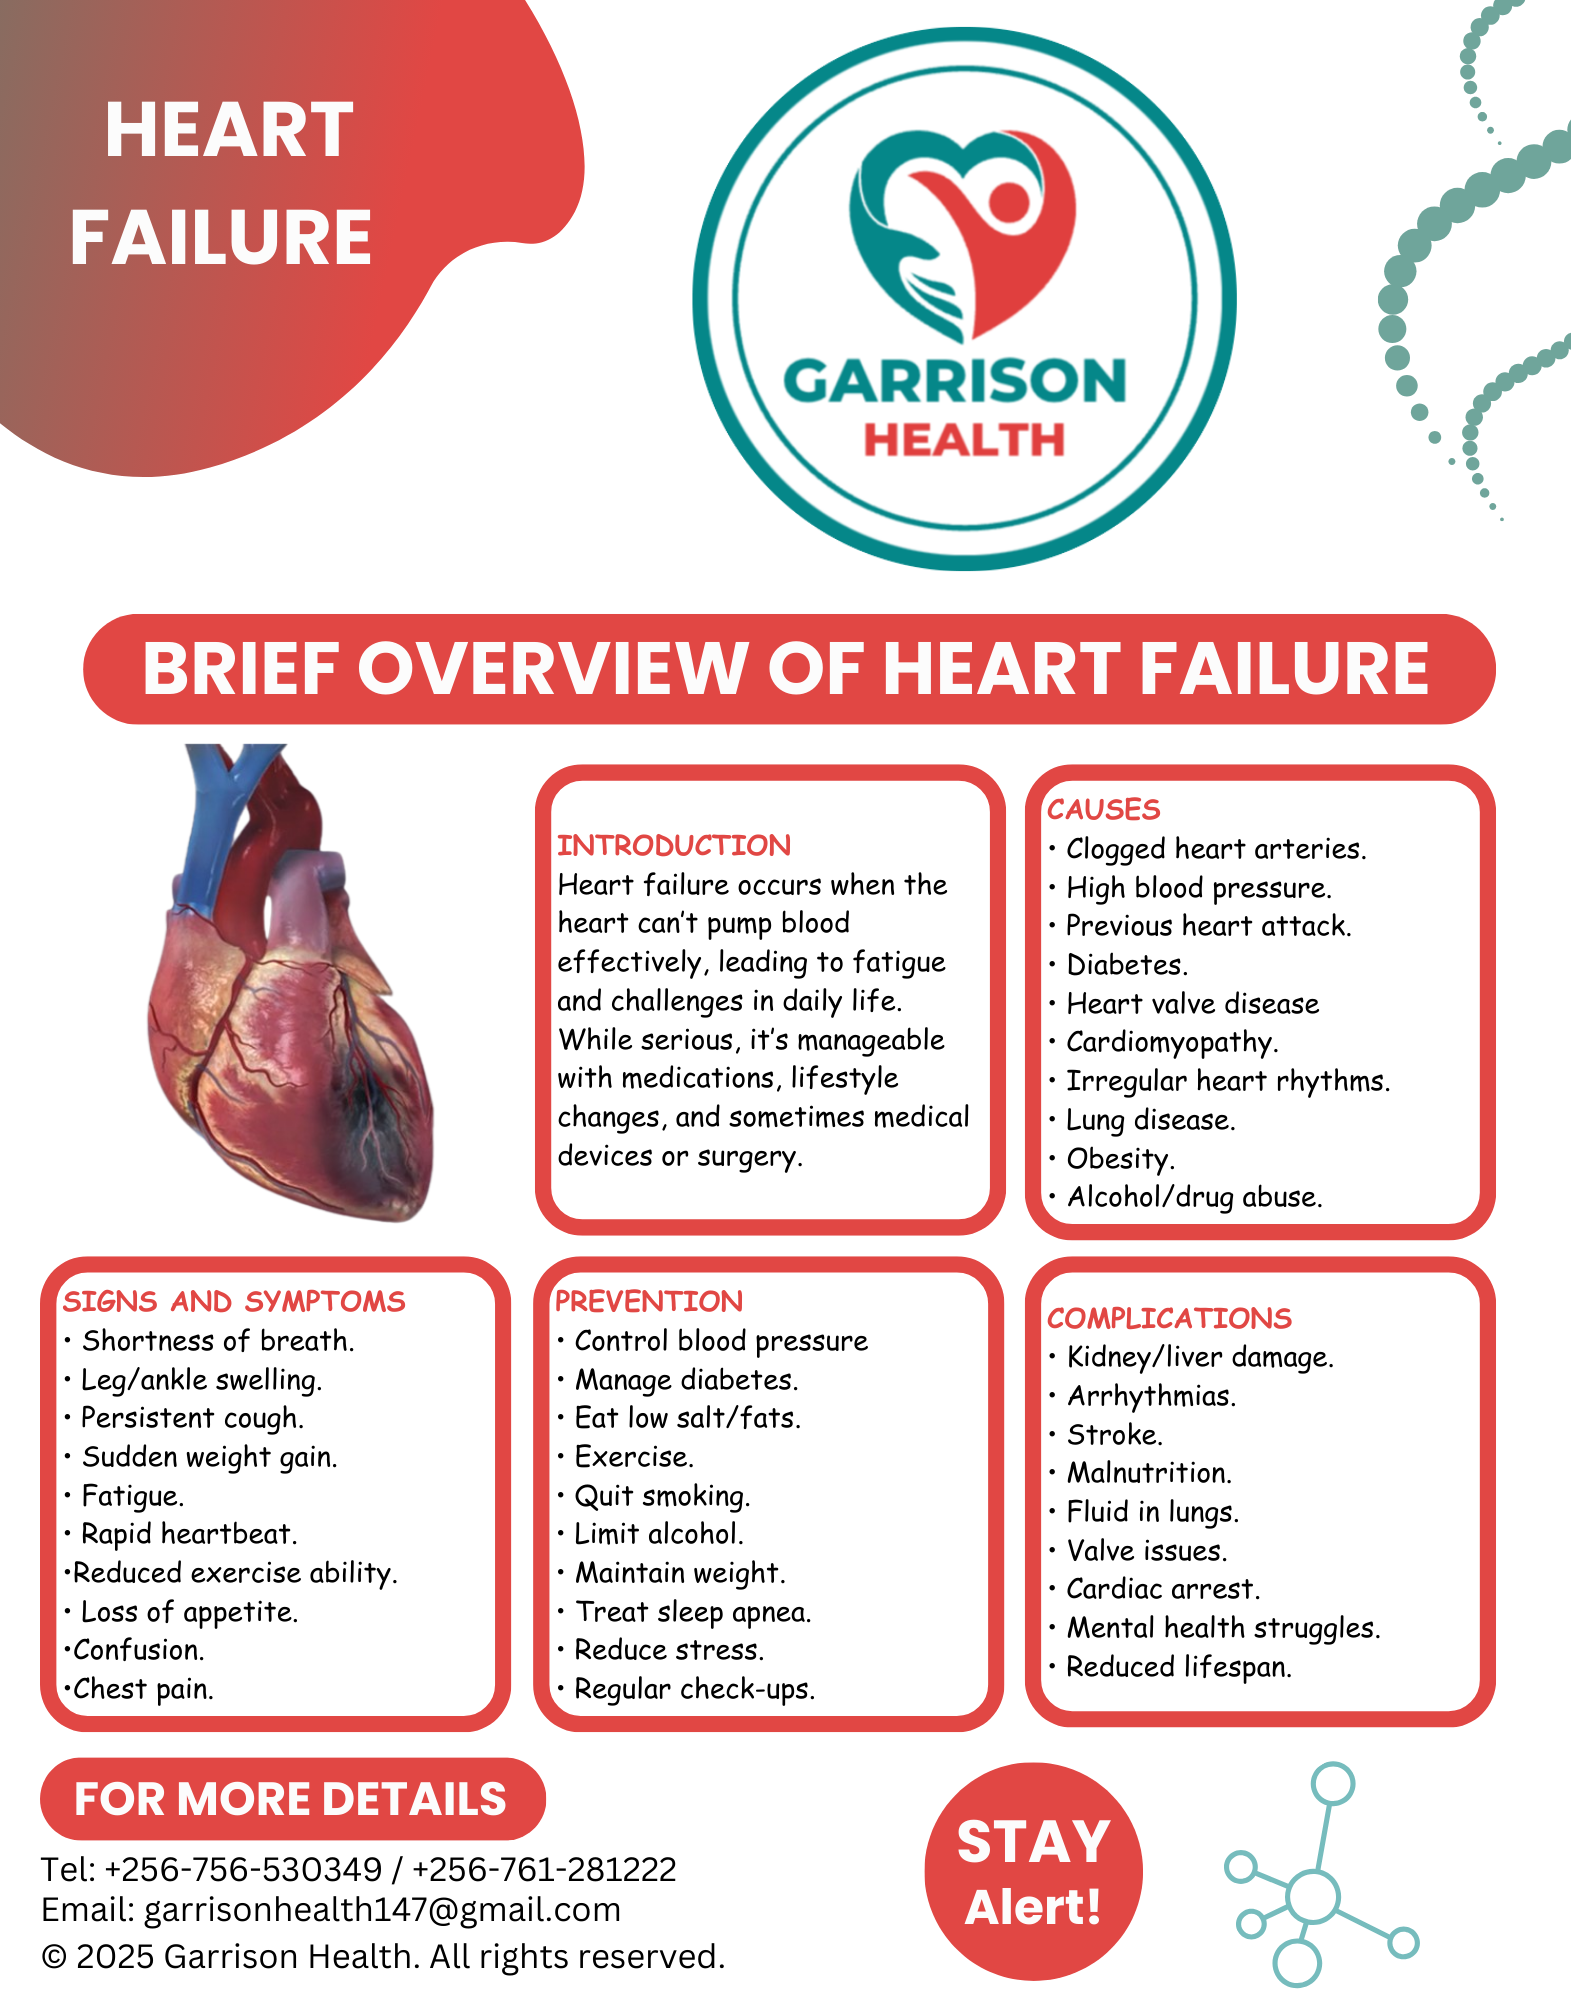 HEART
FAILURE
GARRISON
HEALTH
BRIEF OVERVIEW OF HEART FAILURE
INTRODUCTION
Heart failure occurs when the
heart can't pump blood
effectively, leading to fatigue
and challenges in daily life.
While serious, it's manageable
with medications, lifestyle
changes, and sometimes medical
devices or surgery.
CAUSES
• Clogged heart arteries.
• High blood pressure.
• Previous heart attack.
• Diabetes.
• Heart valve disease
• Cardiomyopathy.
• Irregular heart rhythms.
• Lung disease.
• Obesity.
• Alcohol/drug abuse.
SIGNS AND SYMPTOMS
• Shortness of breath.
• Leg/ankle swelling.
• Persistent cough.
• Sudden weight gain.
• Fatigue.
• Rapid heartbeat.
•Reduced exercise ability.
• Loss of appetite.
•Confusion.
•Chest pain.
PREVENTION
• Control blood pressure
• Manage diabetes.
• Eat low salt/fats.
• Exercise.
• Quit smoking.
• Limit alcohol.
• Maintain weight.
• Treat sleep apnea.
• Reduce stress.
• Regular check-ups.
COMPLICATIONS
• Kidney/liver damage.
• Arrhythmias.
• Stroke.
• Malnutrition.
• Fluid in lungs.
• Valve issues.
• Cardiac arrest.
• Mental health struggles.
• Reduced lifespan.
FOR MORE DETAILS
Tel: +256-756-530349 / +256-761-281222
Email: garrisonhealth147@gmail.com
© 2025 Garrison Health. All rights reserved.
STAY
Alert!